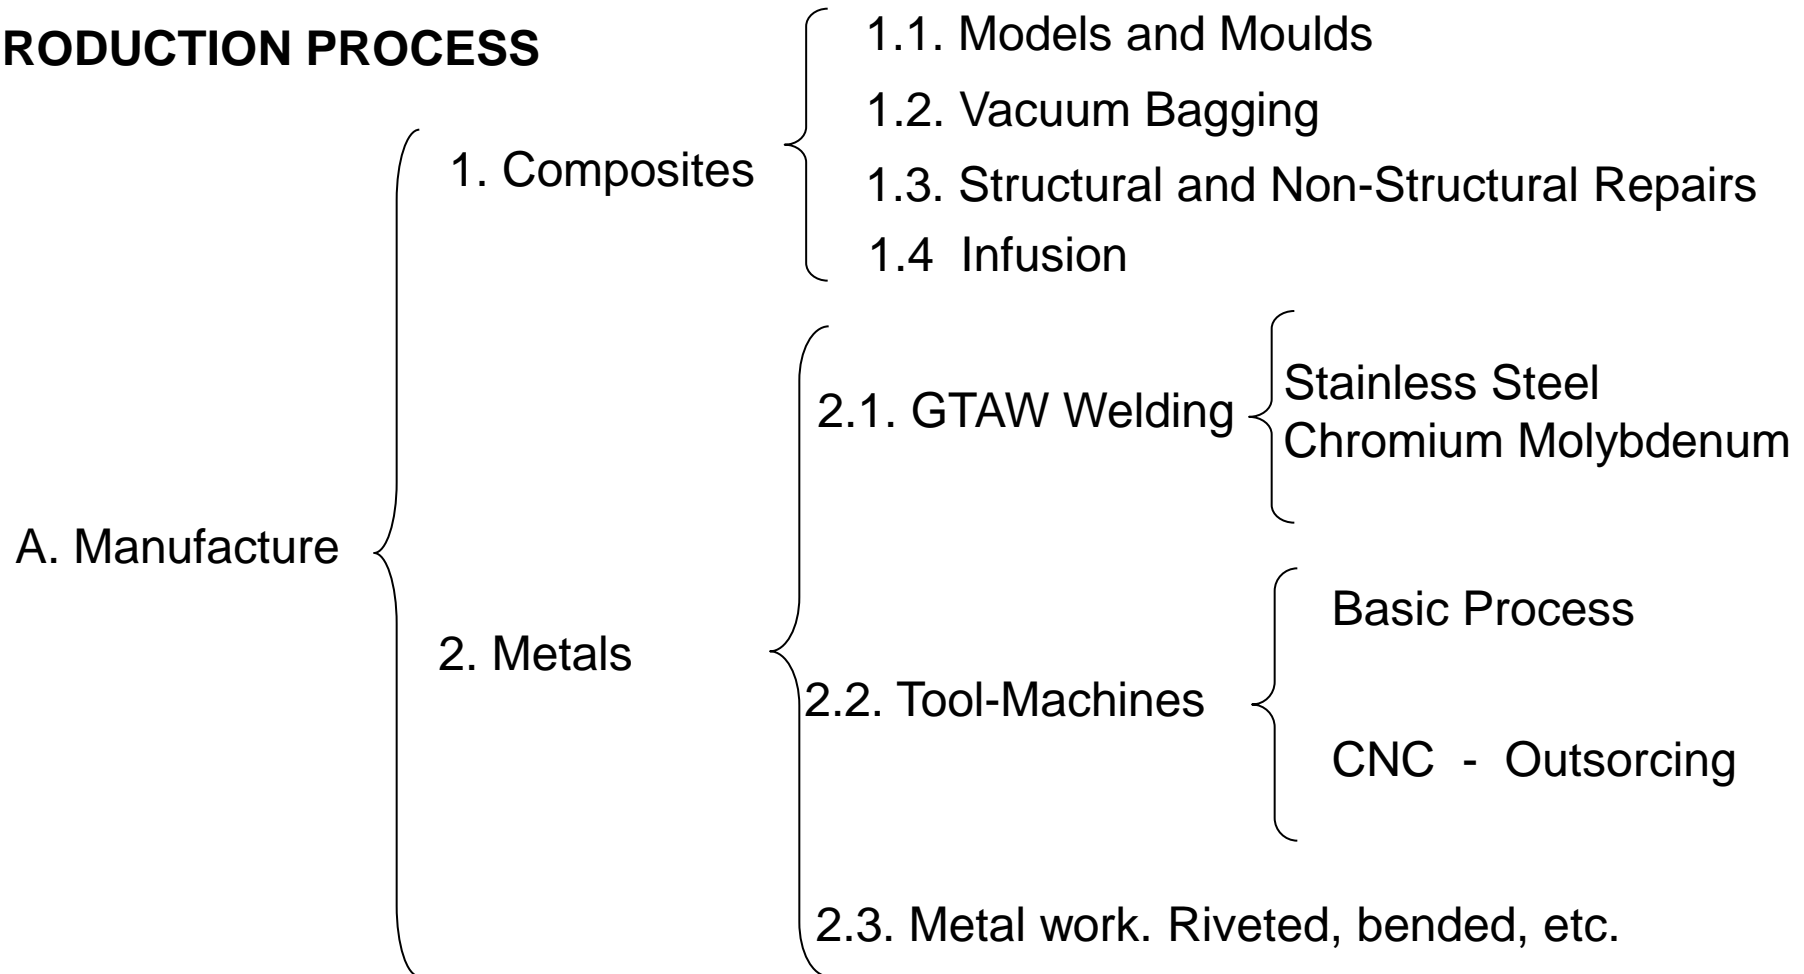 RODUCTION PROCESS
A. Manufacture
1. Composites
1.1. Models and Moulds
1.2. Vacuum Bagging
1.3. Structural and Non-Structural Repairs
1.4  Infusion
2. Metals
2.1. GTAW Welding
Stainless Steel
Chromium Molybdenum
2.2. Tool-Machines
Basic Process
CNC  -  Outsorcing
2.3. Metal work. Riveted, bended, etc.